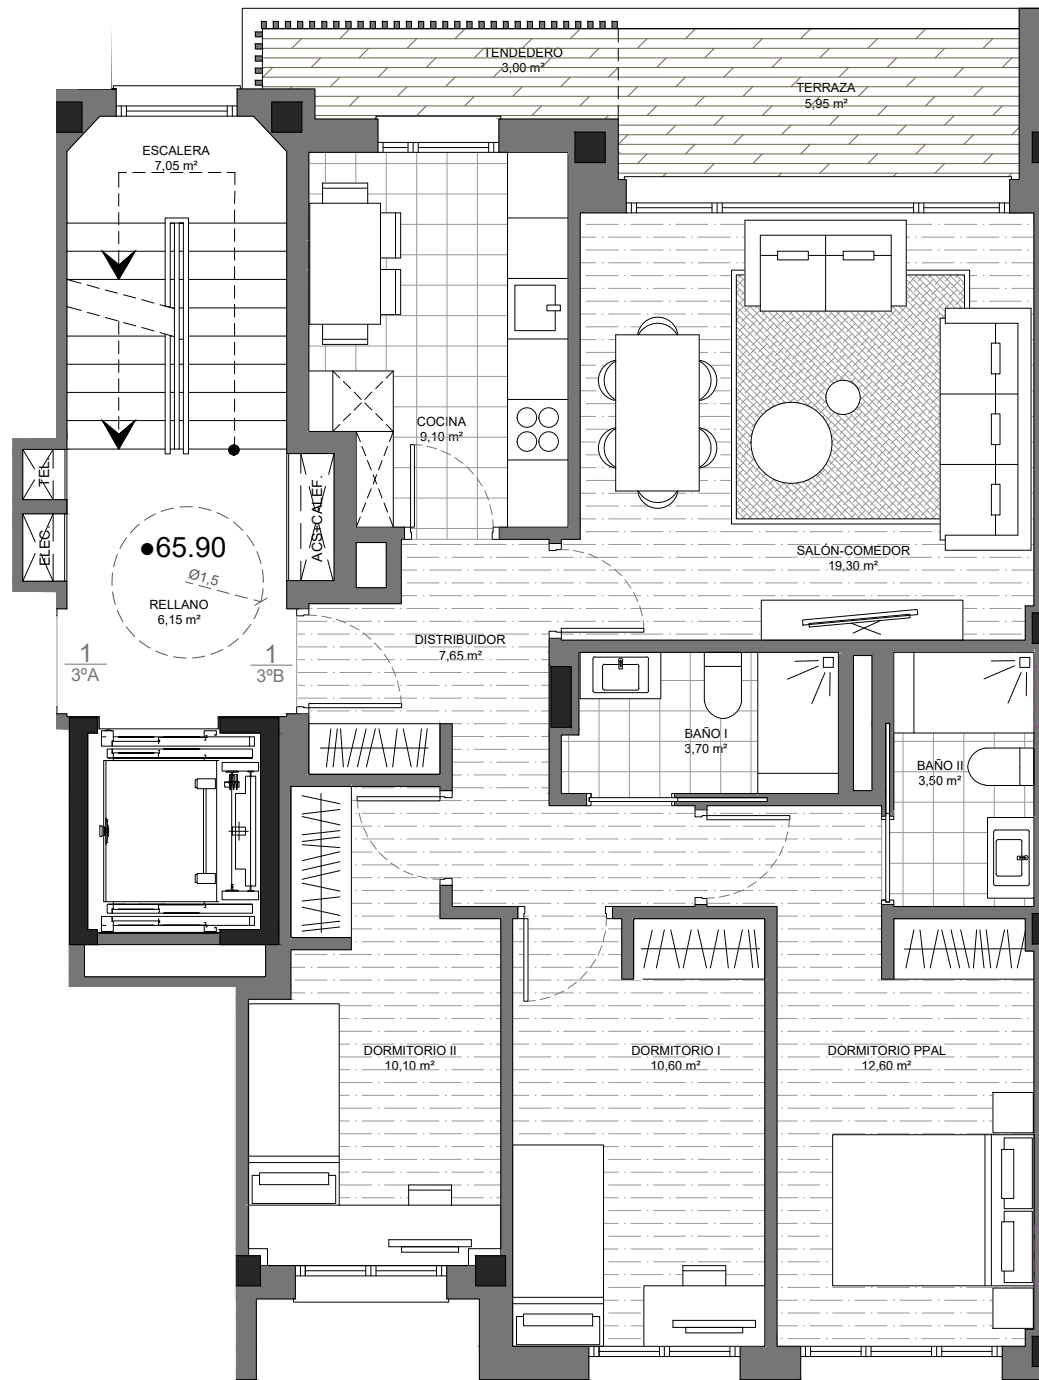 TENDEDERO
3,00 m²
TERRAZA
5,95 m²
ESCALERA
7,05 m²
COCINA
9,10 m²
TEL.
ELEC.
ACS+CALEF.
●65.90
Ø1,5
RELLANO
6,15 m²
1
3ºA
1
3ºB
SALÓN-COMEDOR
19,30 m²
DISTRIBUIDOR
7,65 m²
BAÑO I
3,70 m²
BAÑO II
3,50 m²
DORMITORIO II
10,10 m²
DORMITORIO I
10,60 m²
DORMITORIO PPAL
12,60 m²